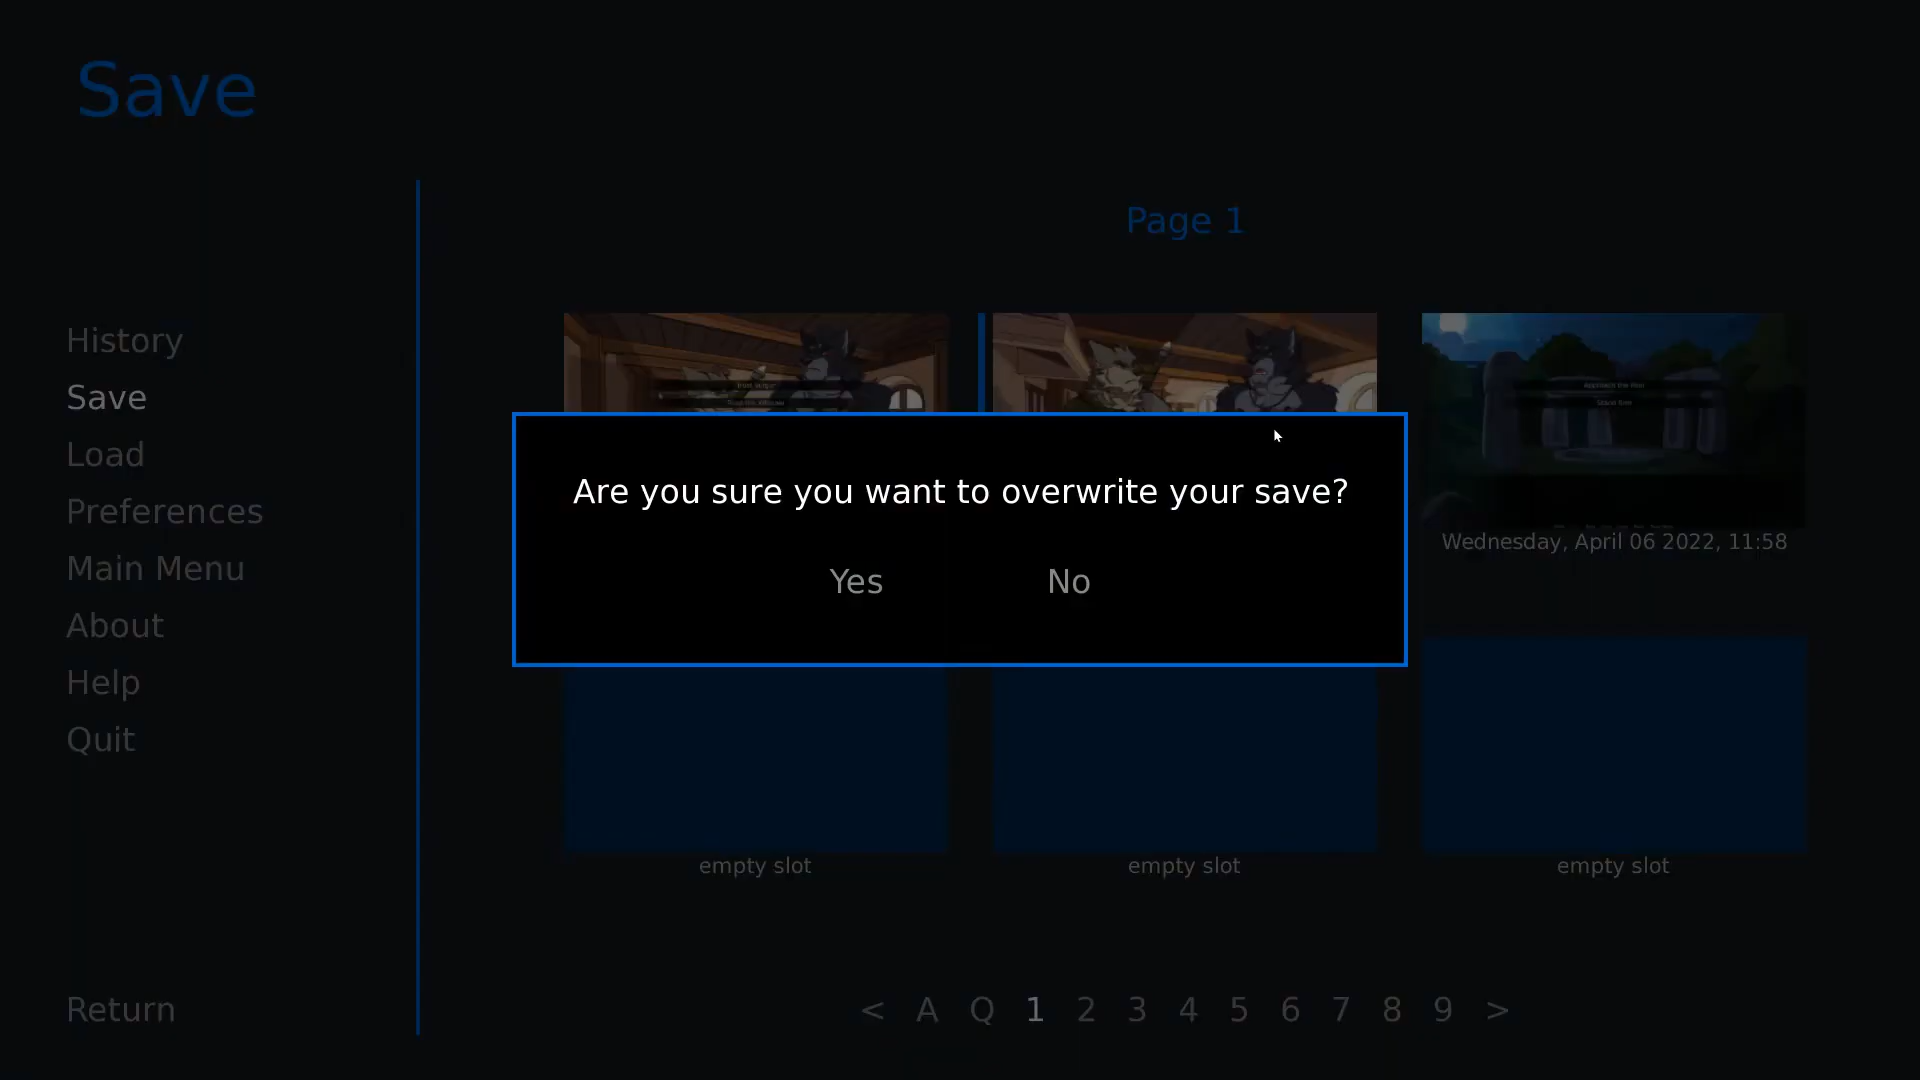 Save
Page 1
History
Save
Load
Preferences
Main Menu
About
Help
Quit
Are you sure you want to overwrite your save?
Yes No
Wednesday, April 06 2022, 11:58
empty slot empty slot empty slot
Return
< A Q 1 2 3 4 5 6 7 8 9 >